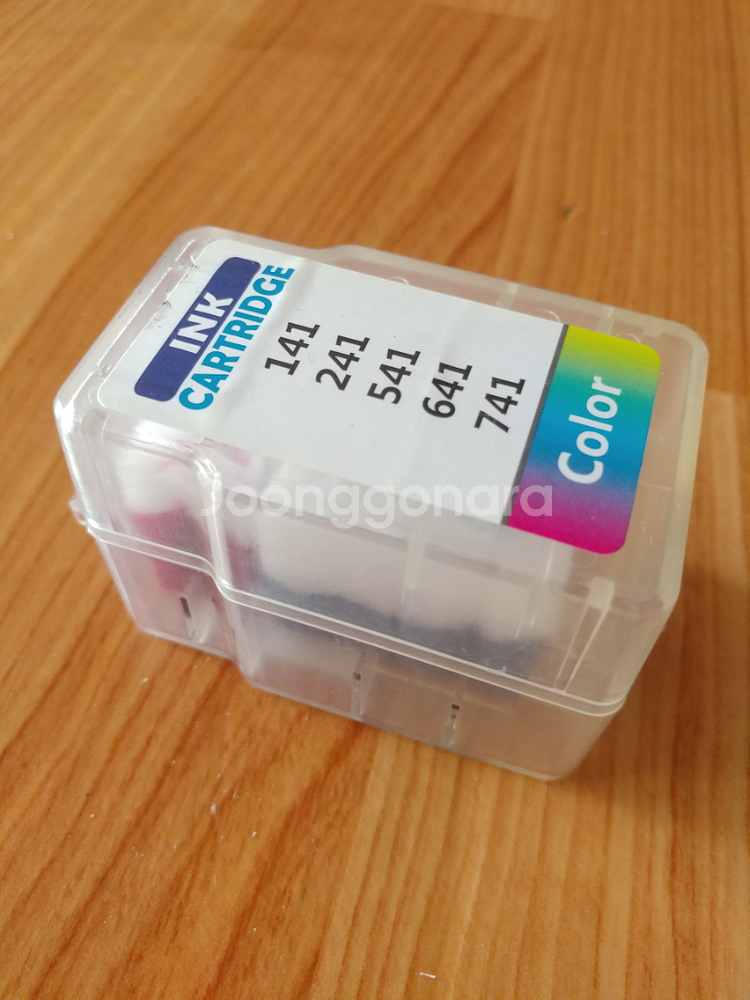 INK
CARTRIDGE
141
241
541
641
741
Color
Joonggonara